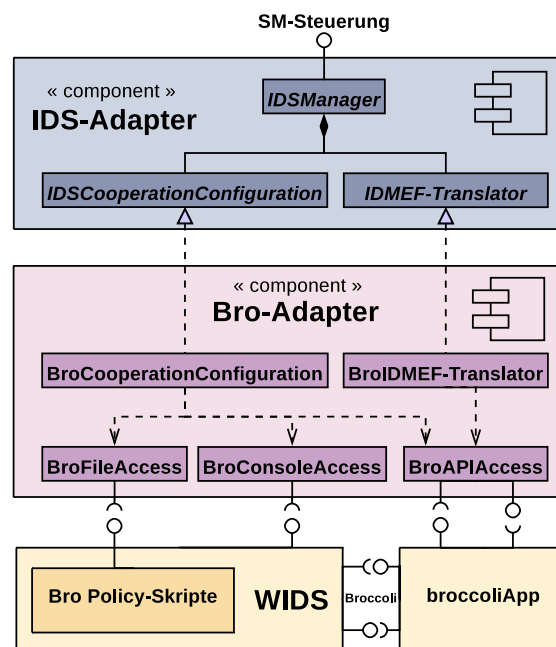 SM-Steuerung
« component »
IDS-Adapter
IDSManager
IDSCooperationConfiguration
IDMEF-Translator
« component »
Bro-Adapter
BroCooperationConfiguration
BroIDMEF-Translator
BroFileAccess
BroConsoleAccess
BroAPIAccess
Bro Policy-Skripte
WIDS
Broccoli
broccoliApp